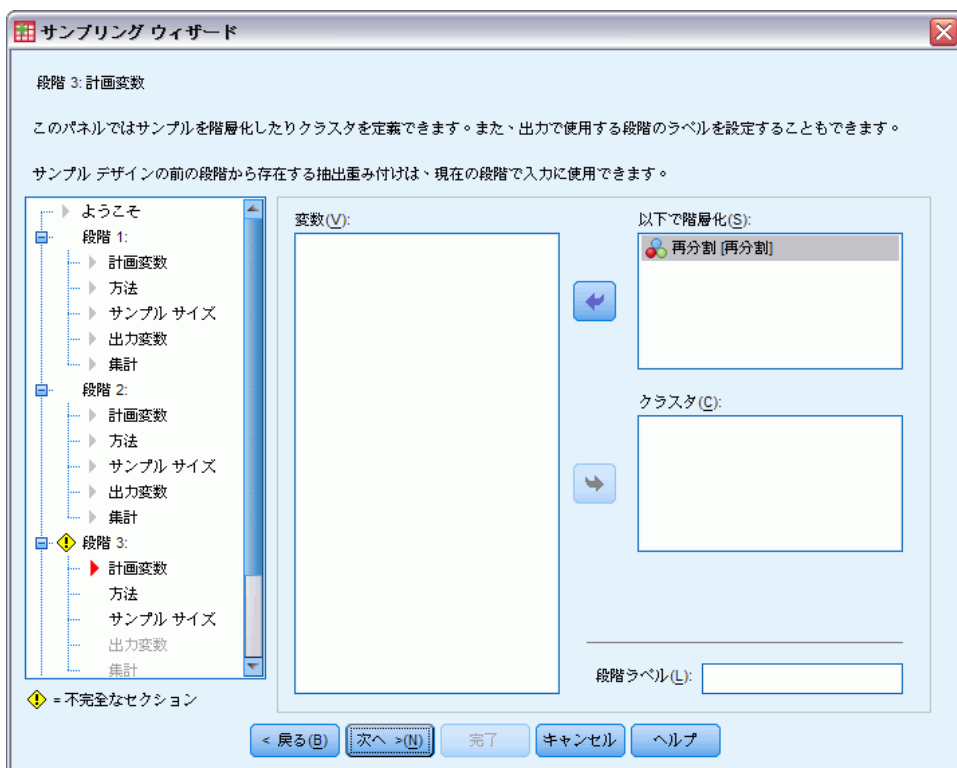 サンプリング ウィザード
段階 3: 計画変数
このパネルではサンプルを階層化したりクラスタを定義できます。また、出力で使用する段階のラベルを設定することもできます。
サンプル デザインの前の段階から存在する抽出重み付けは、現在の段階で入力に使用できます。
ようこそ
段階 1:
計画変数
方法
サンプル サイズ
出力変数
集計
段階 2:
計画変数
方法
サンプル サイズ
出力変数
集計
段階 3:
計画変数
方法
サンプル サイズ
出力変数
集計
= 不完全なセクション
変数(V):
以下で階層化(S):
再分割 [再分割]
クラスタ(C):
段階ラベル(L):
< 戻る(B)
次へ >(N)
完了
キャンセル
ヘルプ